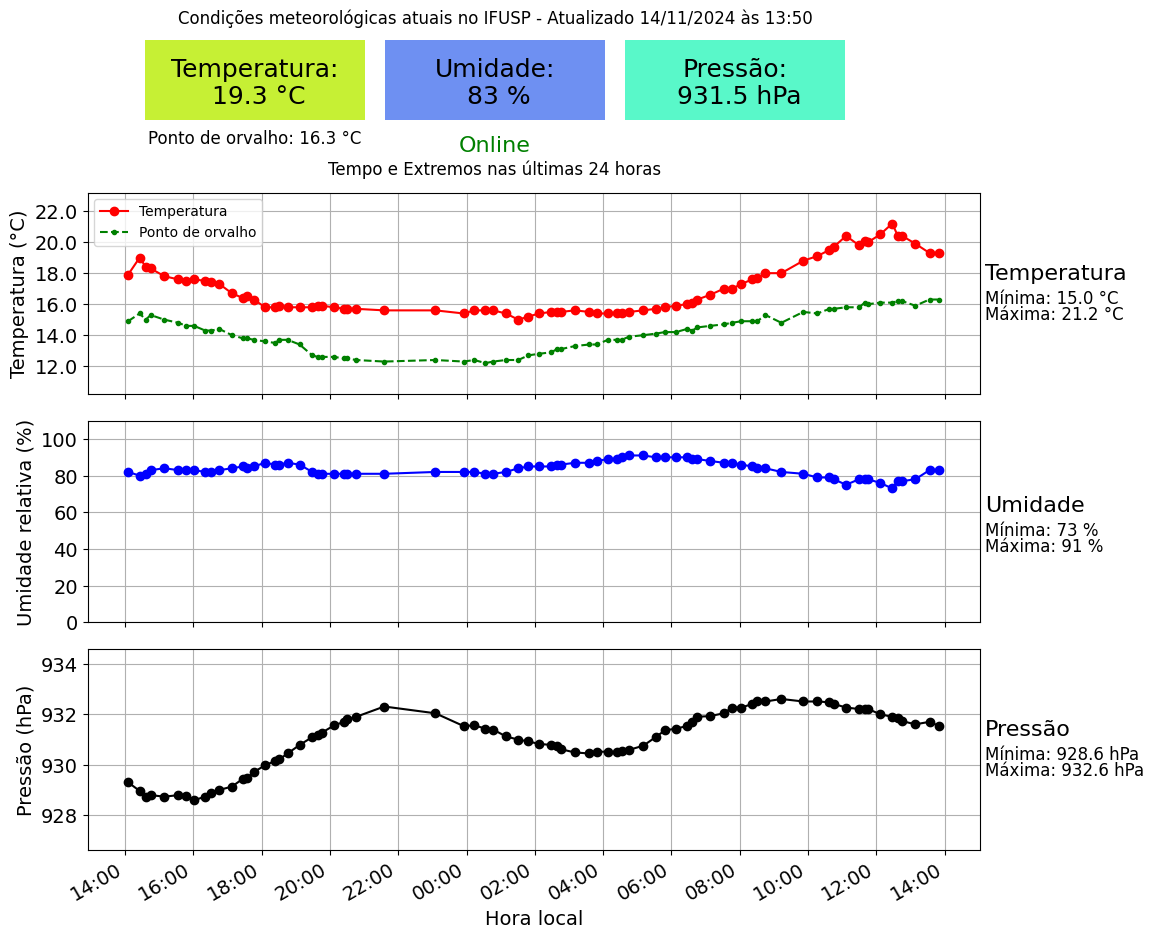 Condições meteorológicas atuais no IFUSP - Atualizado 14/11/2024 às 13:50
Temperatura:
19.3 °C
Umidade:
83 %
Pressão:
931.5 hPa
Ponto de orvalho: 16.3 °C
Online
Tempo e Extremos nas últimas 24 horas
Temperatura (°C)
22.0
20.0
18.0
16.0
14.0
12.0
Temperatura
Ponto de orvalho
Temperatura
Mínima: 15.0 °C
Máxima: 21.2 °C
Umidade relativa (%)
100
80
60
40
20
0
Umidade
Mínima: 73 %
Máxima: 91 %
Pressão (hPa)
934
932
930
928
Pressão
Mínima: 928.6 hPa
Máxima: 932.6 hPa
14:00 16:00 18:00 20:00 22:00 00:00 02:00 04:00 06:00 08:00 10:00 12:00 14:00
Hora local